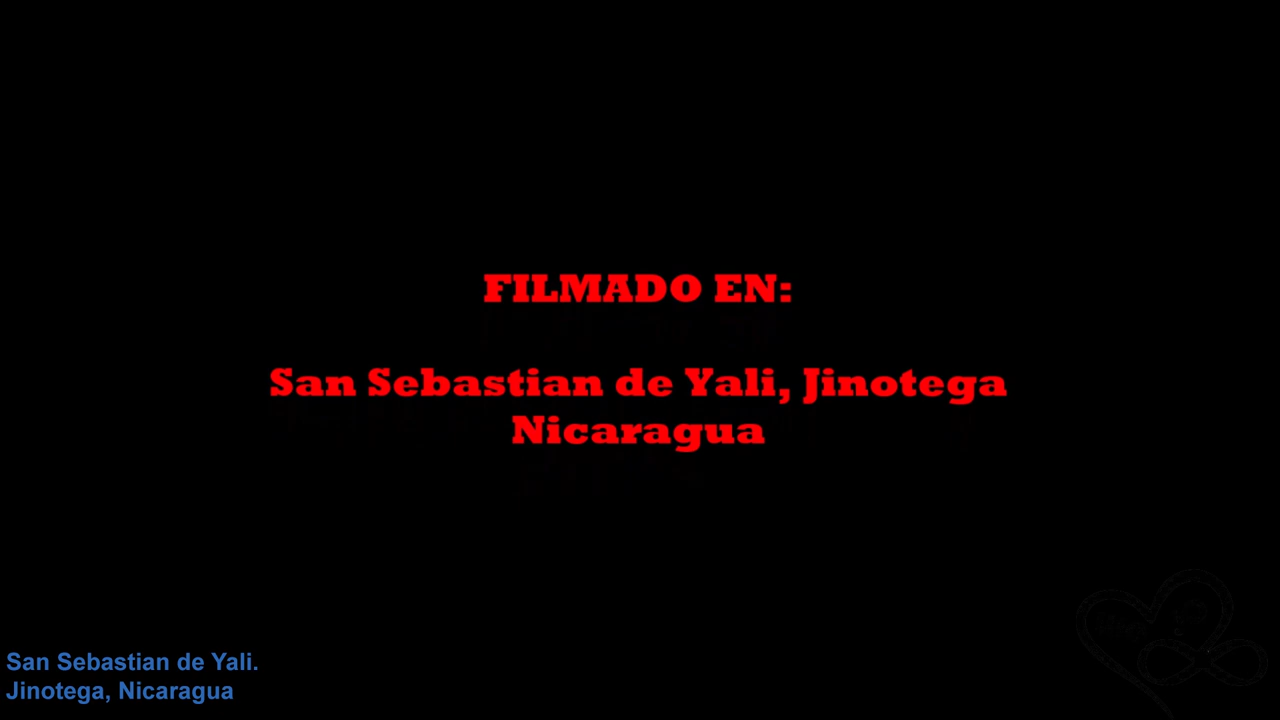 FILMADO EN:
San Sebastian de Yali, Jinotega
Nicaragua
San Sebastian de Yali.
Jinotega, Nicaragua